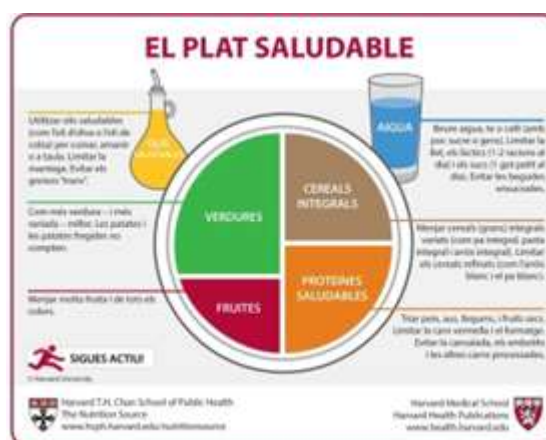 EL PLAT SALUDABLE
Utilitzar olis saludables
(com l'oli d'oliva o l'oli de
colza) per cuinar, amanir
o a taula. Limitar la
mantega. Evitar els
greixos "trans".
OLIS
SALUDABLES
AIGUA
Beure aigua, te o cafè (amb
poc sucre o gens). Limitar la
llet, els làctics (1-2 racions al
dia) i els sucs (1 got petit al
dia). Evitar les begudes
ensucrades.
Com més verdura – i més
variada – millor. Les patates i
les patates fregides no
compten.
VERDURES
CEREALS
INTEGRALS
Menjar cereals (grans) integrals
variats (com pa integral, pasta
integral i arròs integral). Limitar
els cereals refinats (com l'arròs
blanc i el pa blanc).
Menjar molta fruita i de tots els
colors.
FRUITES
PROTEÏNES
SALUDABLES
Triar peix, aus, llegums, i fruits secs.
Limitar la carn vermella i el formatge.
Evitar la cansalada, els embotits
i les altres carns processades.
SIGUES ACTIU!
© Harvard University
Harvard T.H. Chan School of Public Health
The Nutrition Source
www.hsph.harvard.edu/nutritionsource
Harvard Medical School
Harvard Health Publications
www.health.harvard.edu